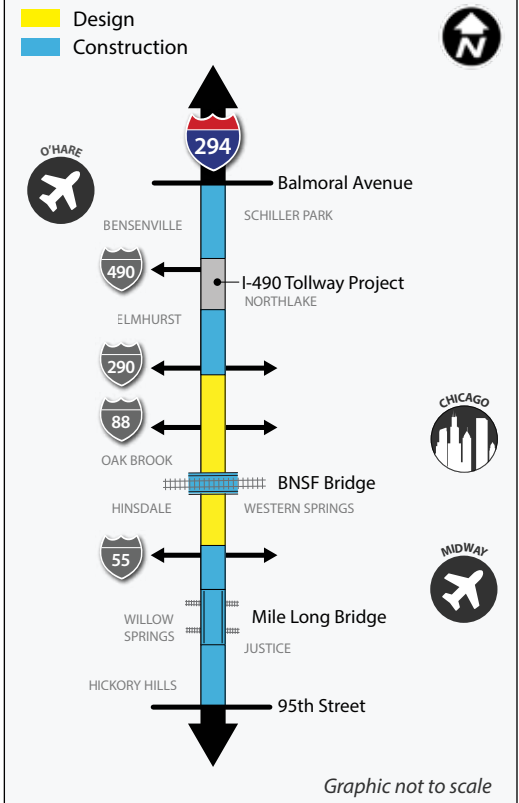 Design
Construction
N
294
O'HARE
Balmoral Avenue
BENSENVILLE
SCHILLER PARK
490
I-490 Tollway Project
NORTHLAKE
ELMHURST
290
88
CHICAGO
OAK BROOK
BNSF Bridge
HINSDALE
WESTERN SPRINGS
55
MIDWAY
WILLOW
SPRINGS
Mile Long Bridge
JUSTICE
HICKORY HILLS
95th Street
Graphic not to scale